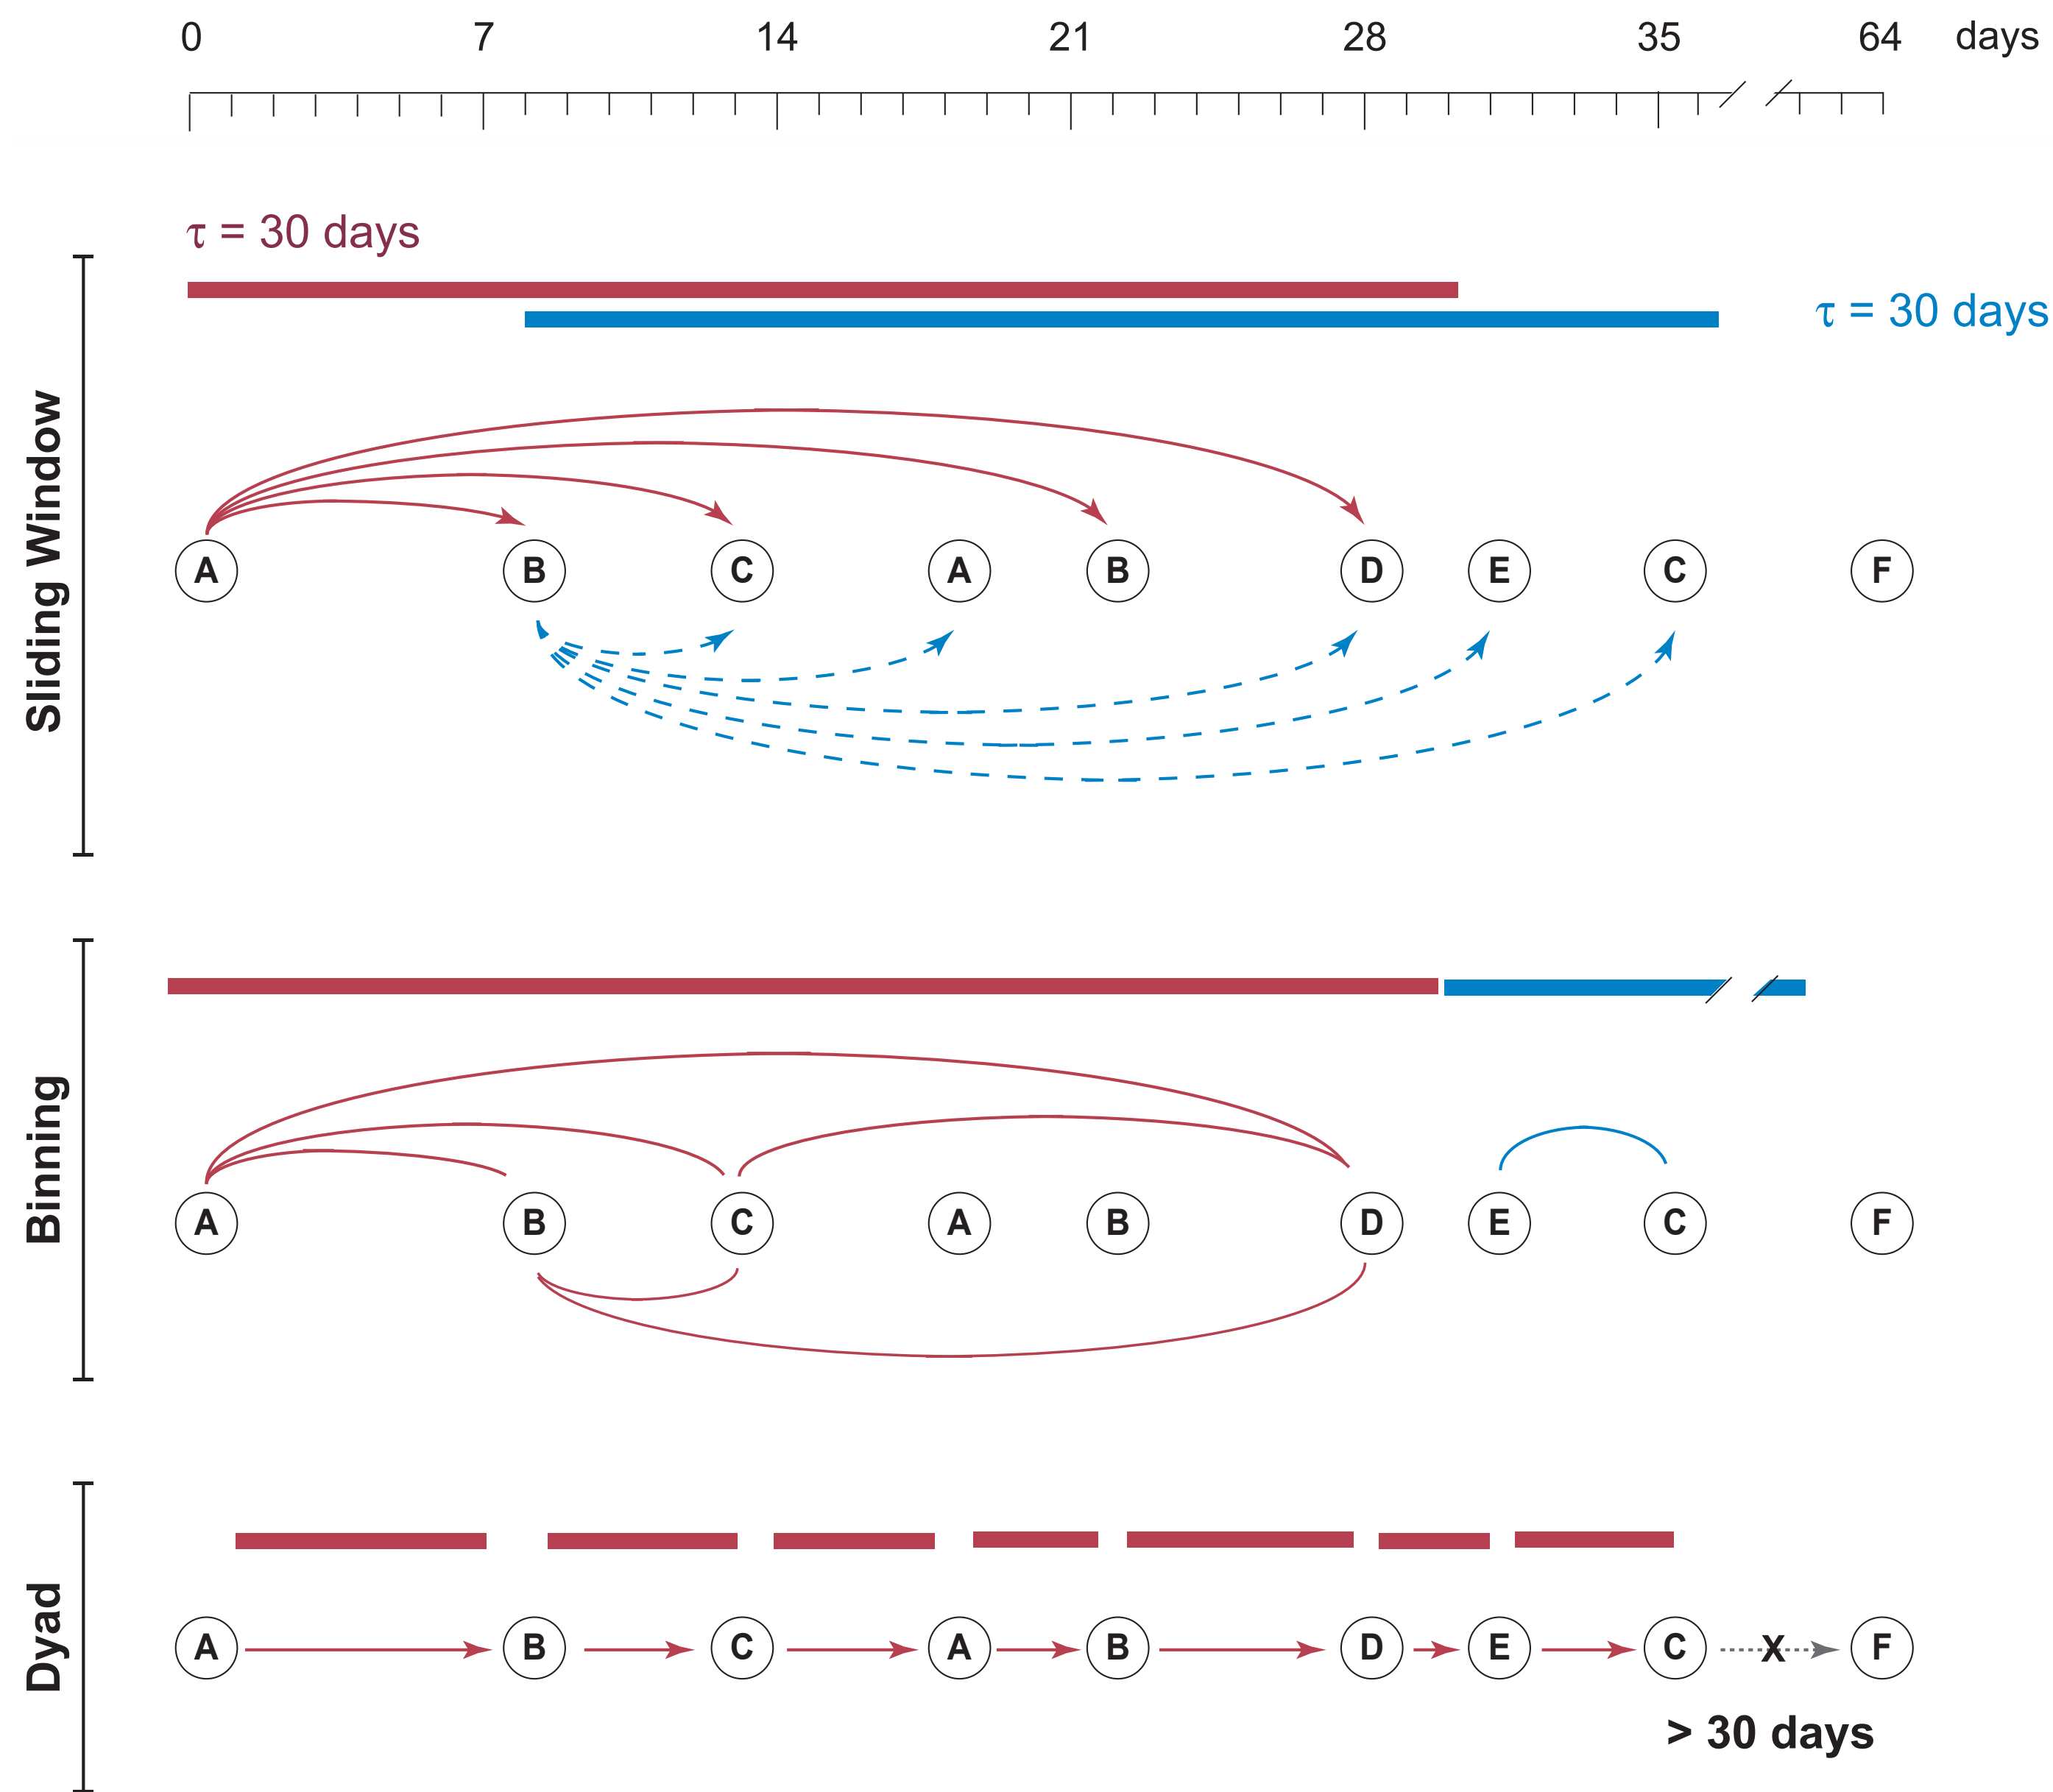 0 7 14 21 28 35 64 days
τ = 30 days
τ = 30 days
Sliding Window
A B C A B D E C F
Binning
A B C A B D E C F
Dyad
A B C A B D E C X F
> 30 days